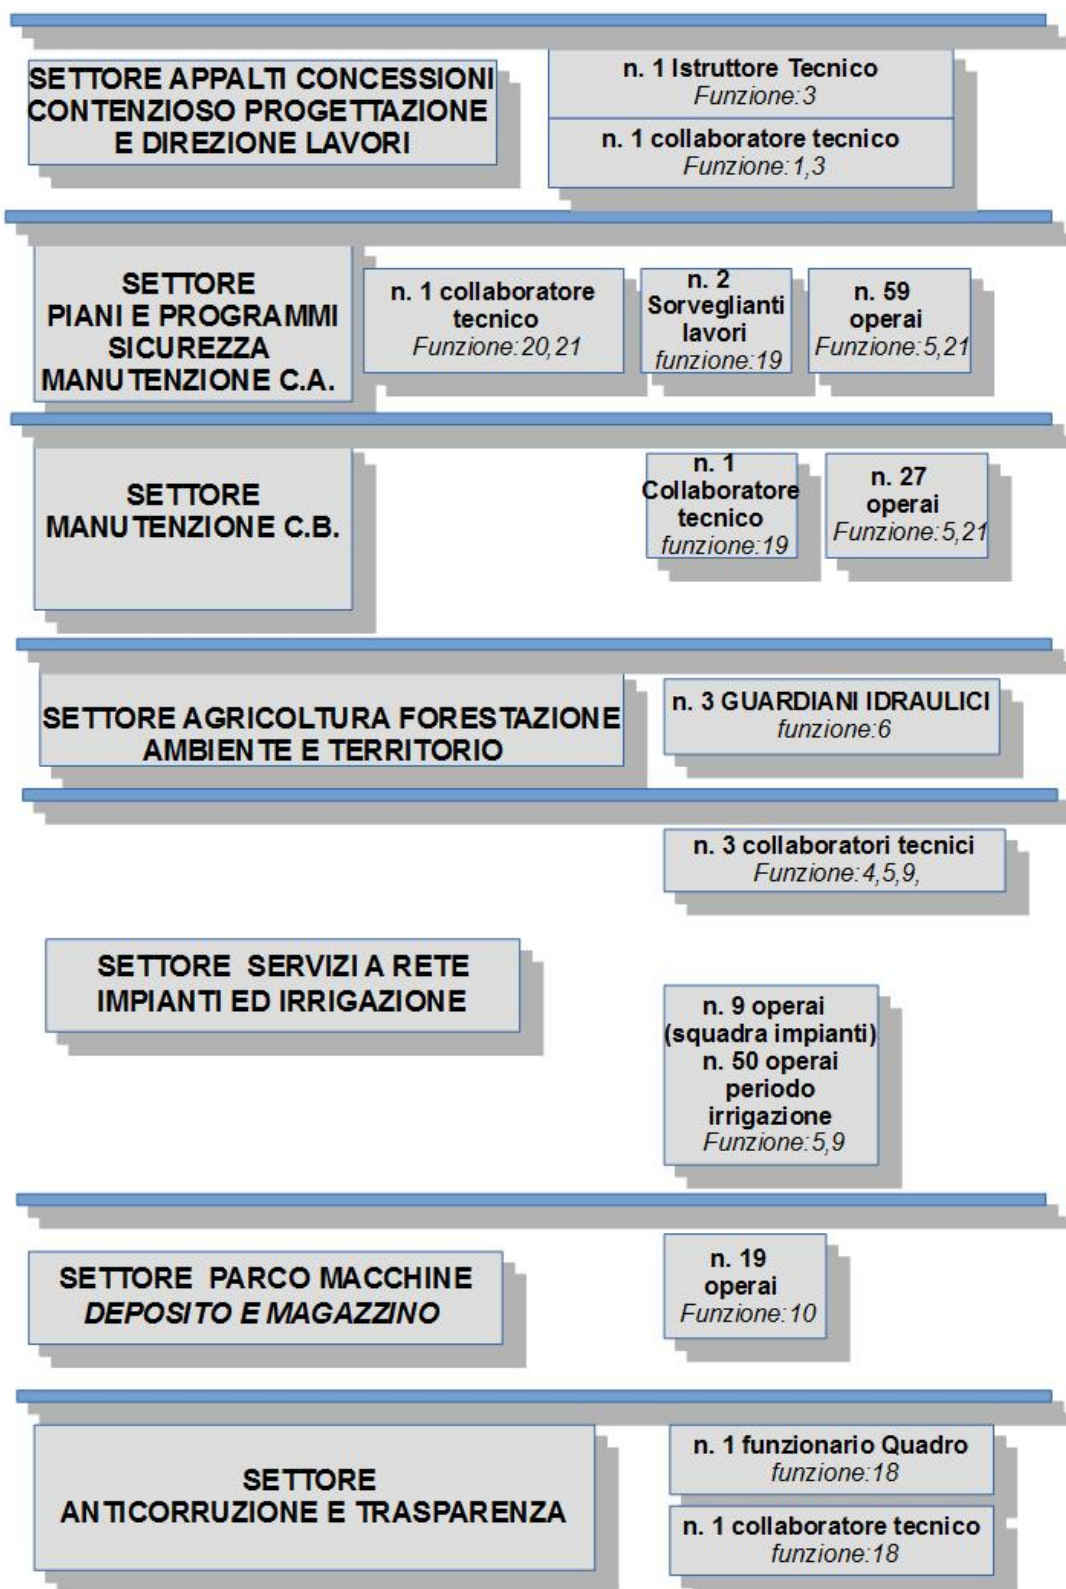 SETTORE APPALTI CONCESSIONI
CONTENZIOSO PROGETTAZIONE
E DIREZIONE LAVORI
n. 1 Istruttore Tecnico
Funzione:3
n. 1 collaboratore tecnico
Funzione:1,3
SETTORE
PIANI E PROGRAMMI
SICUREZZA
MANUTENZIONE C.A.
n. 1 collaboratore
tecnico
Funzione:20,21
n. 2
Sorveglianti
lavori
funzione:19
n. 59
operai
Funzione:5,21
SETTORE
MANUTENZIONE C.B.
n. 1
Collaboratore
tecnico
funzione:19
n. 27
operai
Funzione:5,21
SETTORE AGRICOLTURA FORESTAZIONE
AMBIENTE E TERRITORIO
n. 3 GUARDIANI IDRAULICI
funzione:6
n. 3 collaboratori tecnici
Funzione:4,5,9,
SETTORE SERVIZI A RETE
IMPIANTI ED IRRIGAZIONE
n. 9 operai
(squadra impianti)
n. 50 operai
periodo
irrigazione
Funzione:5,9
SETTORE PARCO MACCHINE
DEPOSITO E MAGAZZINO
n. 19
operai
Funzione:10
SETTORE
ANTICORRUZIONE E TRASPARENZA
n. 1 funzionario Quadro
funzione:18
n. 1 collaboratore tecnico
funzione:18